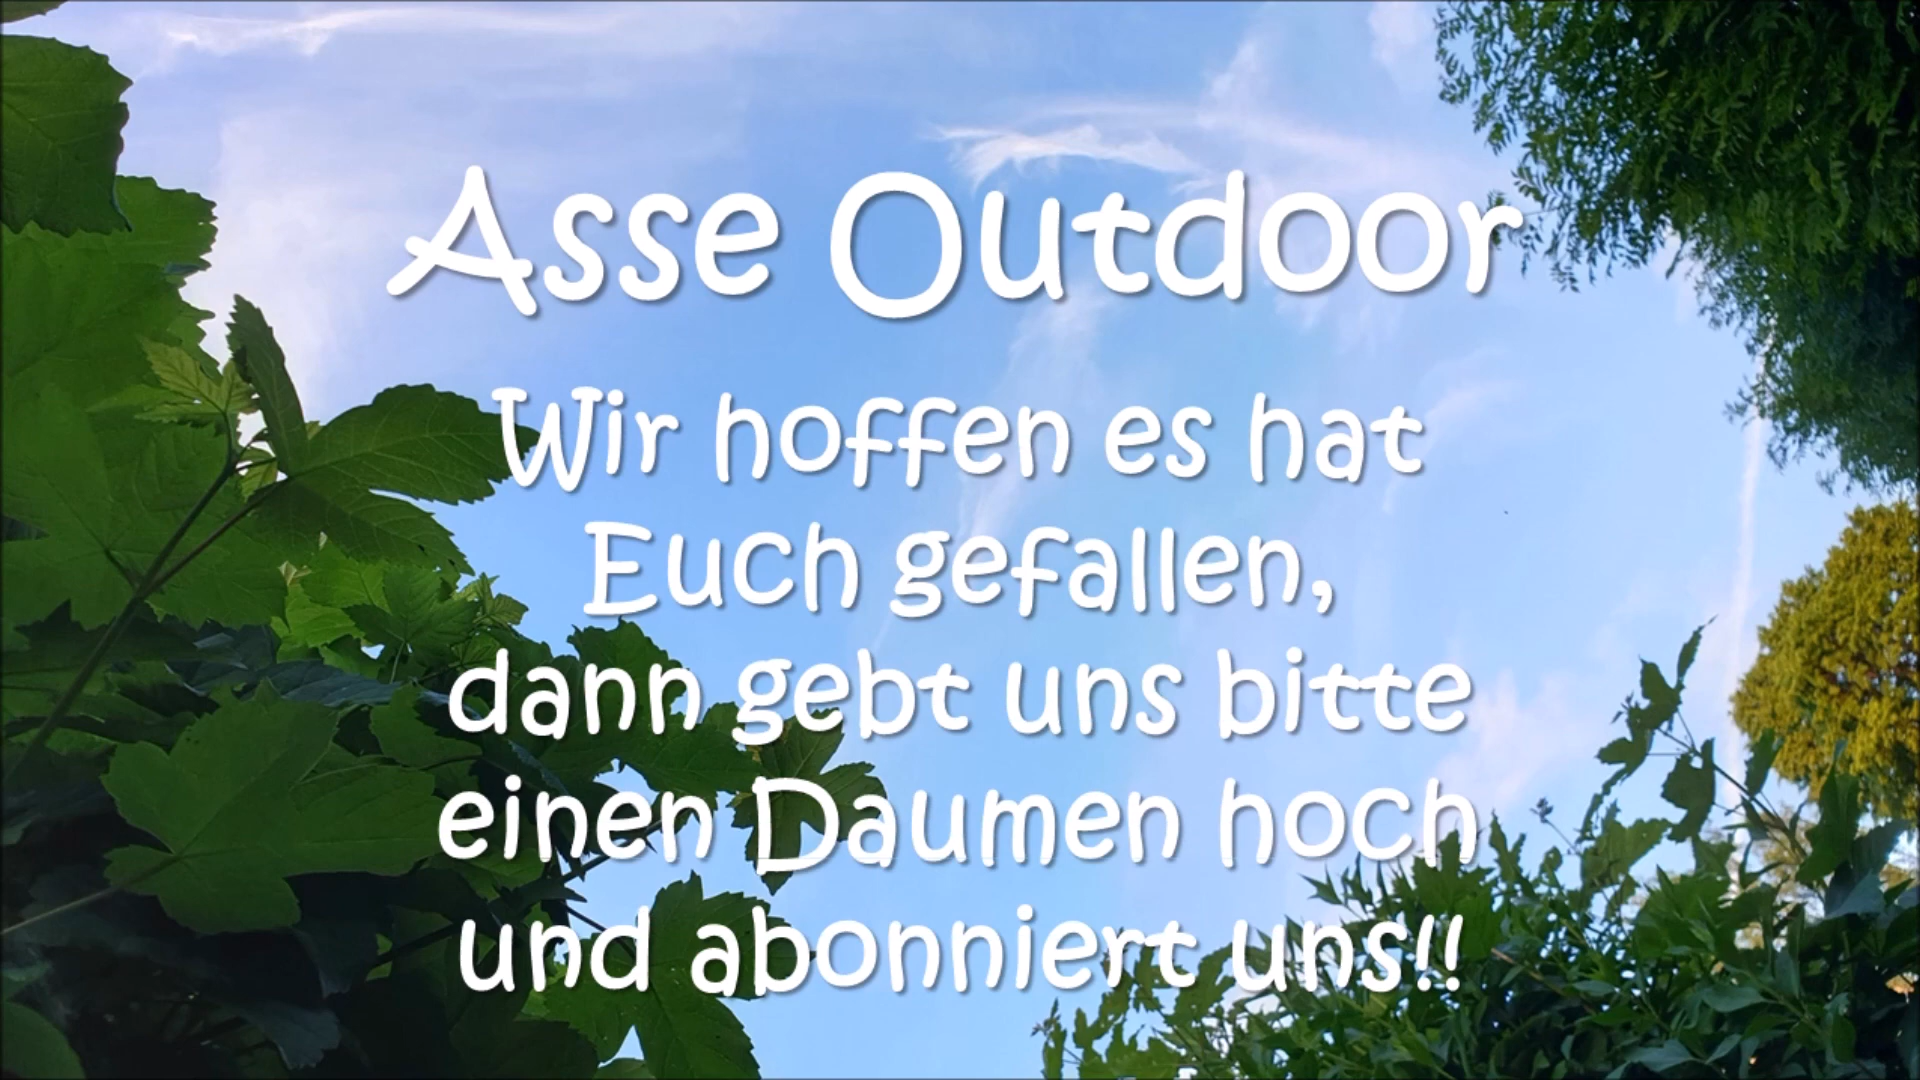 Asse Outdoor
Wir hoffen es hat
Euch gefallen,
dann gebt uns bitte
einen Daumen hoch
und abonniert uns!!